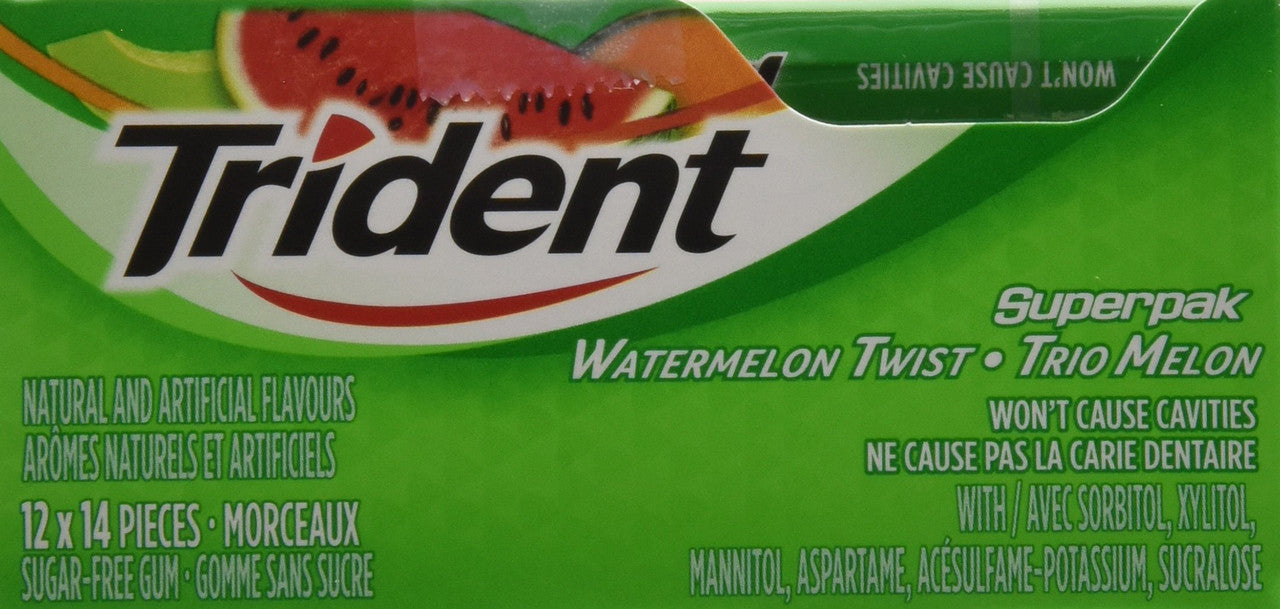 WON'T CAUSE CAVITIES
Trident
Superpak
WATERMELON TWIST • TRIO MELON
NATURAL AND ARTIFICIAL FLAVOURS
ARÔMES NATURELS ET ARTIFICIELS
12 x 14 PIECES • MORCEAUX
SUGAR-FREE GUM • GOMME SANS SUCRE
WON'T CAUSE CAVITIES
NE CAUSE PAS LA CARIE DENTAIRE
WITH / AVEC SORBITOL, XYLITOL,
MANNITOL, ASPARTAME, ACÉSULFAME-POTASSIUM, SUCRALOSE